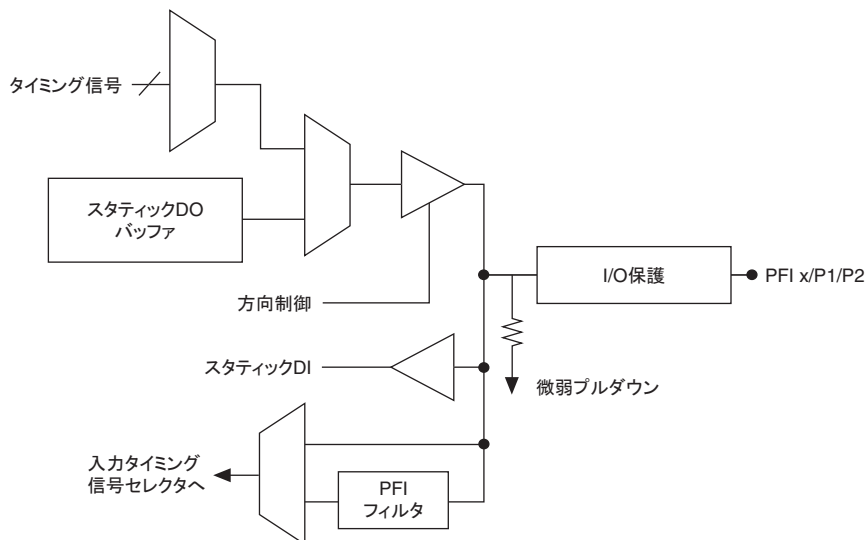 タイミング信号
スタティックDO
バッファ
方向制御
I/O保護
PFI x/P1/P2
スタティックDI
微弱プルダウン
入力タイミング
信号セレクタへ
PFI
フィルタ